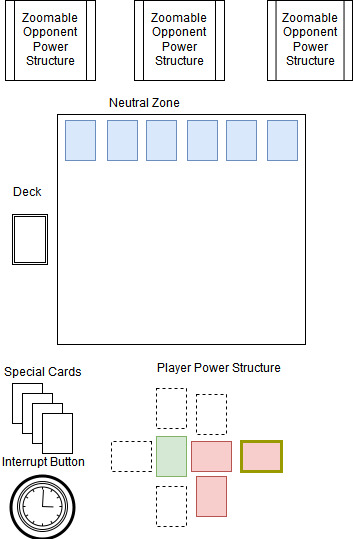 Zoomable
Opponent
Power
Structure
Zoomable
Opponent
Power
Structure
Zoomable
Opponent
Power
Structure
Neutral Zone
Deck
Special Cards
Player Power Structure
Interrupt Button